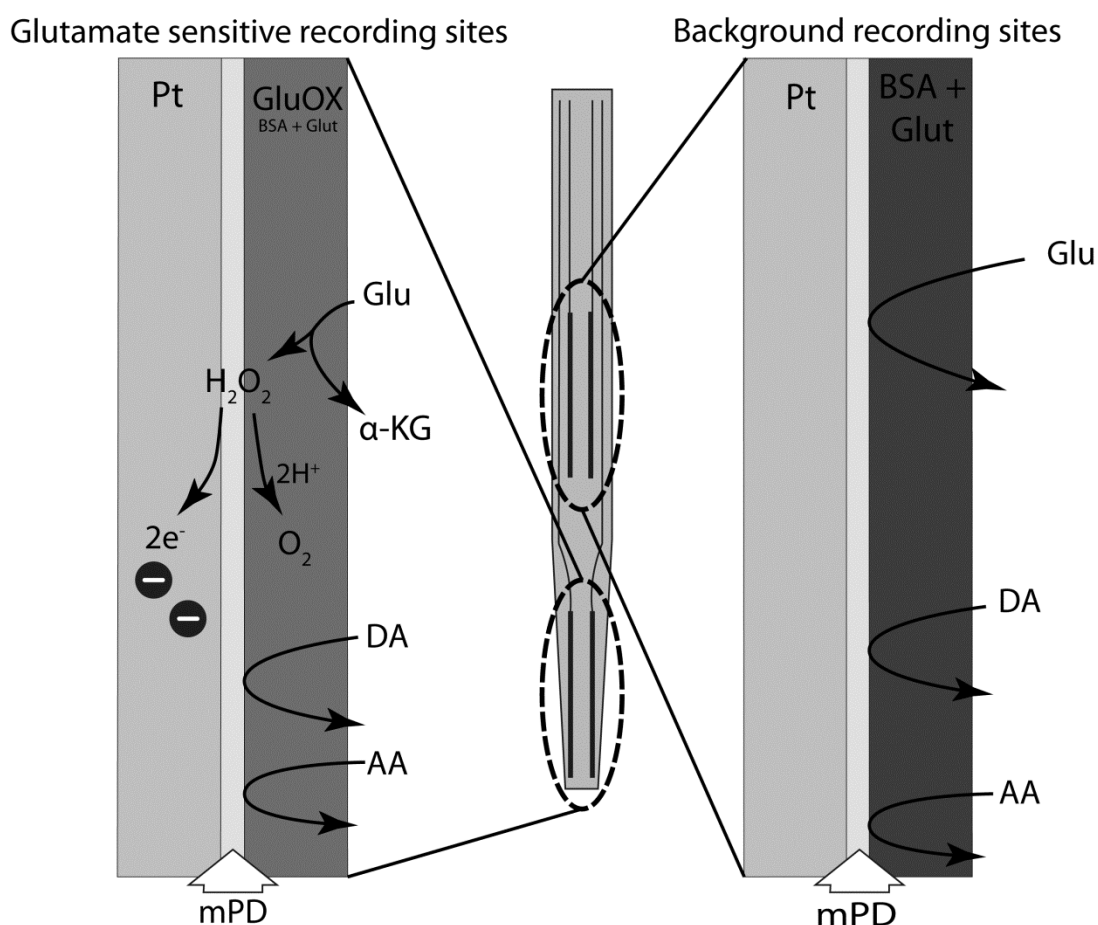 Glutamate sensitive recording sites
Pt
GluOX
BSA + Glut
Glu
H₂O₂
α-KG
2H⁺
2e⁻
O₂
DA
AA
mPD
Background recording sites
Pt
BSA +
Glut
Glu
DA
AA
mPD